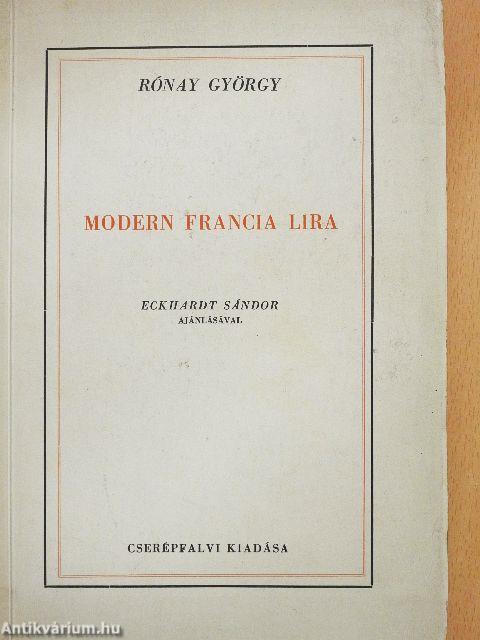 RÓNAY GYÖRGY
MODERN FRANCIA LIRA
ECKHARDT SÁNDOR
AJÁNLÁSÁVAL
CSERÉPFALVI KIADÁSA
Antikvárium.hu